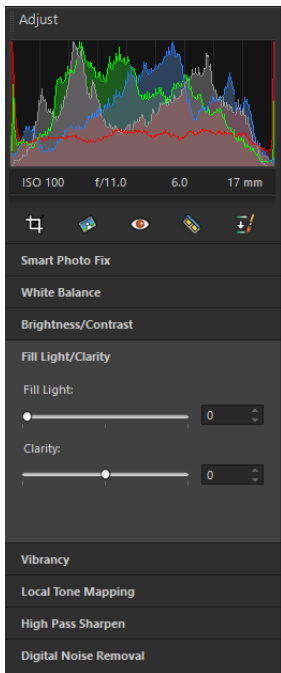 Adjust
ISO 100 f/11.0 6.0 17 mm
Smart Photo Fix
White Balance
Brightness/Contrast
Fill Light/Clarity
Fill Light:
0
Clarity:
0
Vibrancy
Local Tone Mapping
High Pass Sharpen
Digital Noise Removal